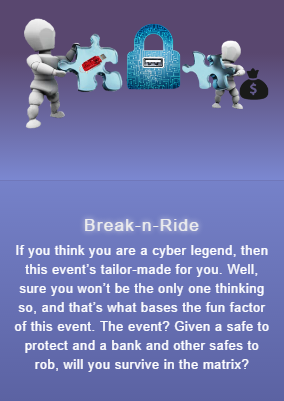 $
Break-n-Ride
If you think you are a cyber legend, then
this event's tailor-made for you. Well,
sure you won't be the only one thinking
so, and that's what bases the fun factor
of this event. The event? Given a safe to
protect and a bank and other safes to
rob, will you survive in the matrix?